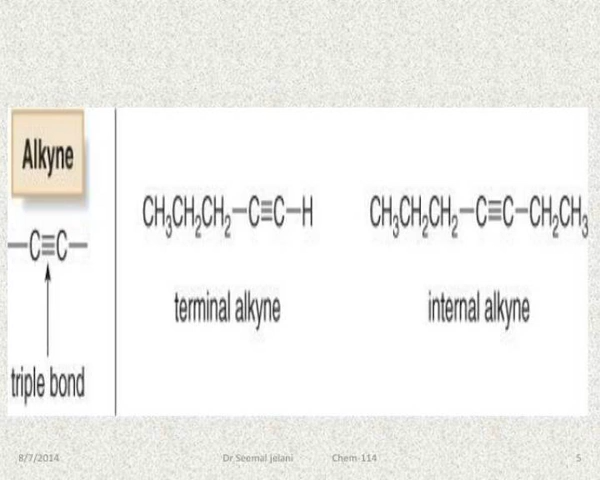 Alkyne
—C≡C—
triple bond
CH₃CH₂CH₂—C≡C—H
terminal alkyne
CH₃CH₂CH₂—C≡C—CH₂CH₃
internal alkyne
8/7/2014
Dr Seemal jelani
Chem-114
5